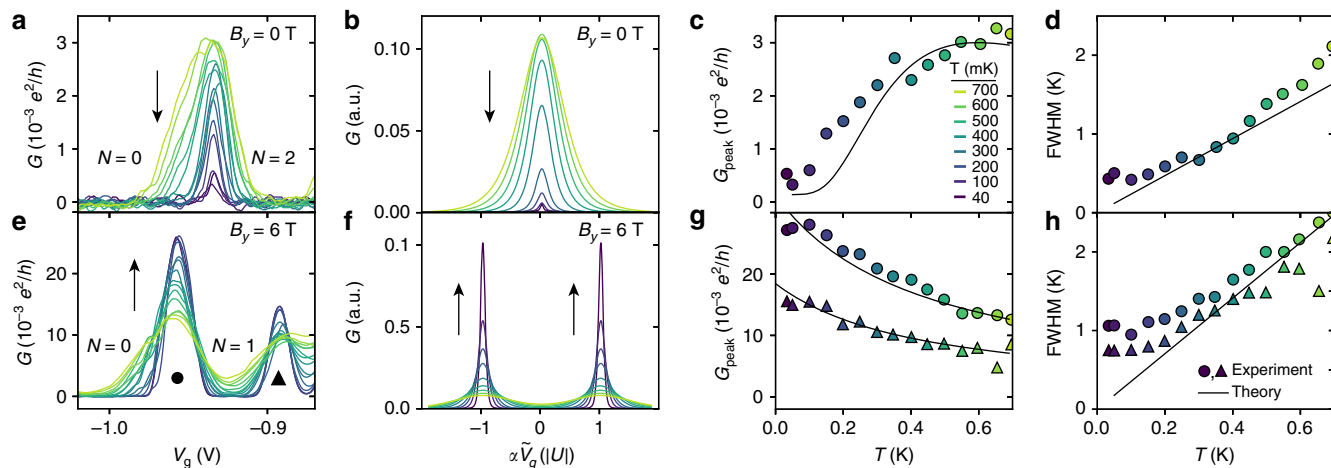 a
B_y = 0 T
N = 0
N = 2
G (10⁻³ e²/h)
3
2
1
0
b
B_y = 0 T
G (a.u.)
0.10
0.05
0.00
c
G_peak (10⁻³ e²/h)
3
2
1
0
T (mK)
700
600
500
400
300
200
100
40
d
FWHM (K)
2
1
0
e
B_y = 6 T
N = 0
N = 1
G (10⁻³ e²/h)
20
10
0
−1.0
−0.9
V_g (V)
f
B_y = 6 T
G (a.u.)
0.1
0.5
0.0
−1
0
1
αṼ_g (|U|)
g
G_peak (10⁻³ e²/h)
20
10
0
0.0
0.2
0.4
0.6
T (K)
h
FWHM (K)
2
1
0
,
Experiment
Theory
0.0
0.2
0.4
0.6
T (K)